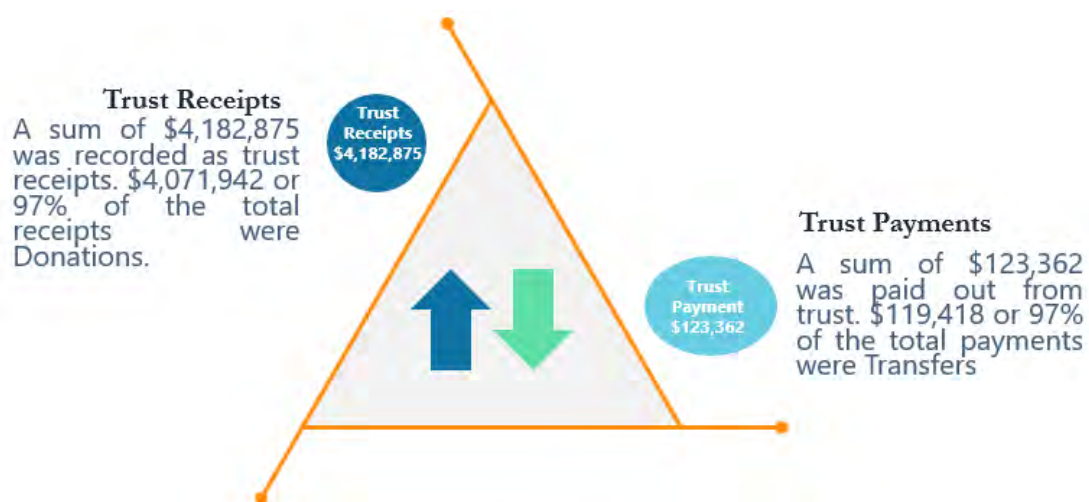 Trust Receipts
A sum of $4,182,875
was recorded as trust
receipts. $4,071,942 or
97% of the total
receipts were
Donations.
Trust
Receipts
$4,182,875
Trust Payments
A sum of $123,362
was paid out from
trust. $119,418 or 97%
of the total payments
were Transfers
Trust
Payment
$123,362